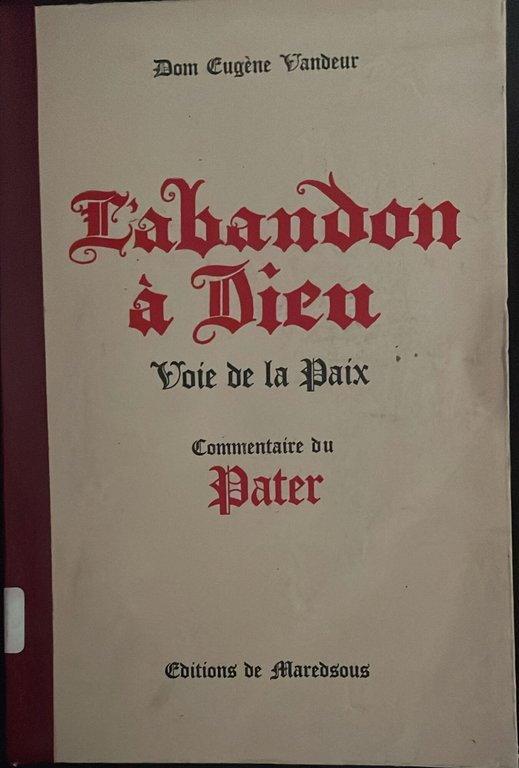 Dom Eugène Vandeur
L'abandon
à Dieu
Voie de la Paix
Commentaire du
Pater
Editions de Maredsous